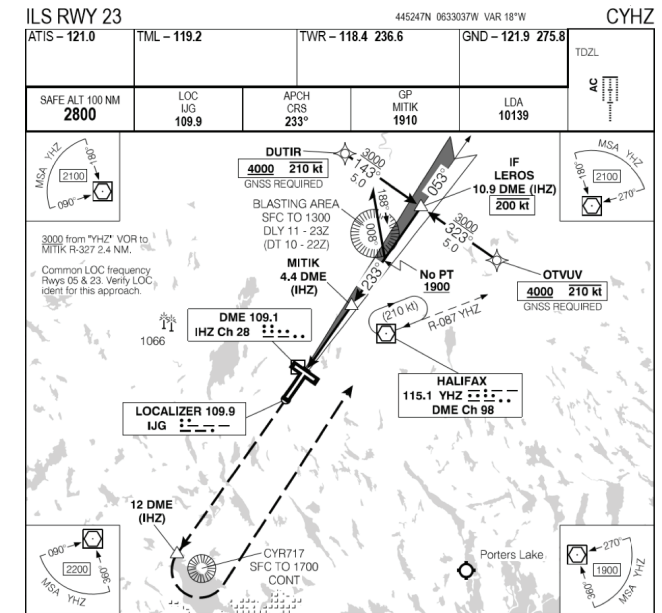 ILS RWY 23
445247N 0633037W VAR 18°W
CYHZ
ATIS – 121.0
TML – 119.2
TWR – 118.4 236.6
GND – 121.9 275.8
TDZL
AC
SAFE ALT 100 NM
2800
LOC
IJG
109.9
APCH
CRS
233°
GP
MITIK
1910
LDA
10139
MSA YHZ
180°
2100
090°
DUTIR
4000 210 kt
GNSS REQUIRED
3000
143°
5.0
053°
IF
LEROS
10.9 DME (IHZ)
200 kt
MSA YHZ
180°
2100
270°
BLASTING AREA
SFC TO 1300
DLY 11 - 23Z
(DT 10 - 22Z)
188°
008°
3000
323°
5.0
3000 from "YHZ" VOR to
MITIK R-327 2.4 NM.
Common LOC frequency
Rwys 05 & 23. Verify LOC
ident for this approach.
MITIK
4.4 DME
(IHZ)
233°
No PT
1900
OTVUV
4000 210 kt
GNSS REQUIRED
1066
DME 109.1
IHZ Ch 28
(210 kt)
R-087 YHZ
HALIFAX
115.1 YHZ
DME Ch 98
LOCALIZER 109.9
IJG
12 DME
(IHZ)
CYR717
SFC TO 1700
CONT
Porters Lake
090°
2200
360°
MSA YHZ
270°
1900
360°
MSA YHZ